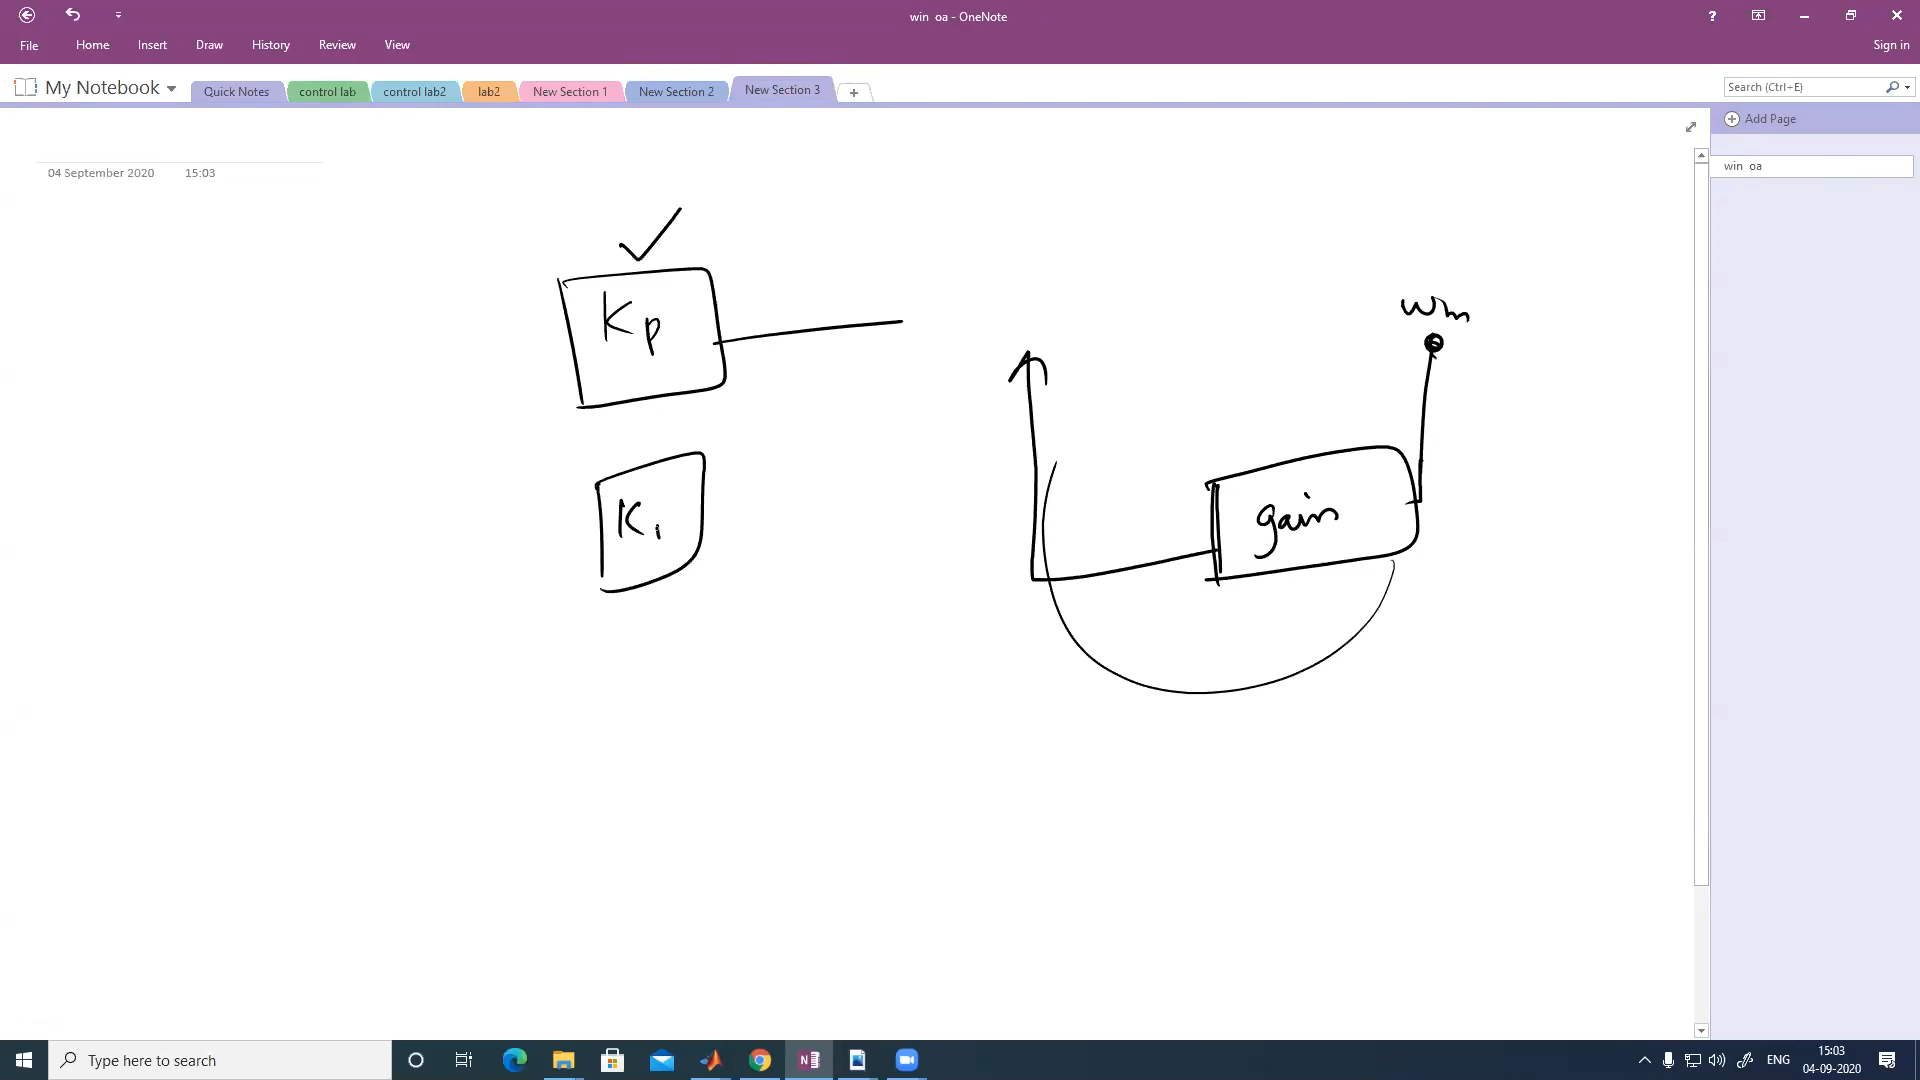 win oa - OneNote
?
File Home Insert Draw History Review View
Sign in
My Notebook
Quick Notes control lab control lab2 lab2 New Section 1 New Section 2 New Section 3
Search (Ctrl+E)
Add Page
win oa
04 September 2020 15:03
Kp
wm
gain
Ki
Type here to search
ENG
15:03
04-09-2020